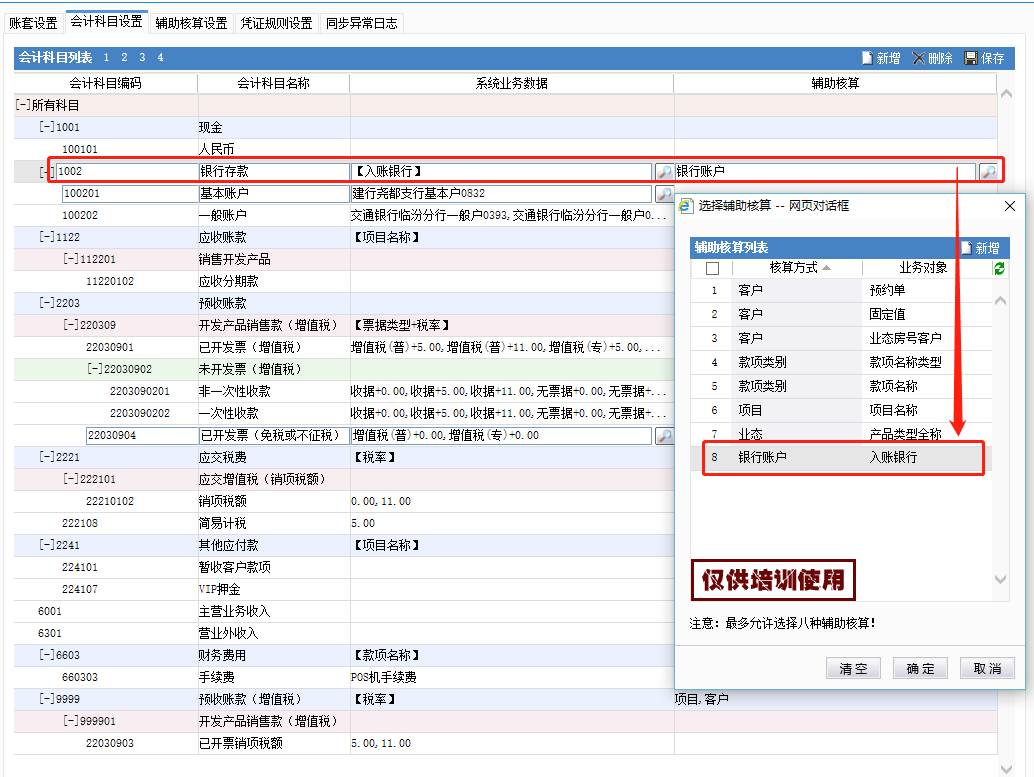 账套设置 会计科目设置 辅助核算设置 凭证规则设置 同步异常日志
会计科目列表 1 2 3 4 新增 删除 保存
会计科目编码 会计科目名称 系统业务数据 辅助核算
[-]所有科目
[-]1001 现金
100101 人民币
[-]1002 银行存款 【入账银行】 银行账户
100201 基本账户 建行尧都支行基本户0832
100202 一般账户 交通银行临汾分行一般户0393,交通银行临汾分行一般户0...
[-]1122 应收账款 【项目名称】
[-]112201 销售开发产品
11220102 应收分期款
[-]2203 预收账款
[-]220309 开发产品销售款（增值税） 【票据类型+税率】
22030901 已开发票（增值税） 增值税(普)+5.00,增值税(普)+11.00,增值税(专)+5.00,...
[-]22030902 未开发票（增值税）
2203090201 非一次性收款 收据+0.00,收据+5.00,收据+11.00,无票据+0.00,无票据+...
2203090202 一次性收款 收据+0.00,收据+5.00,收据+11.00,无票据+0.00,无票据+...
22030904 已开发票（免税或不征税） 增值税(普)+0.00,增值税(专)+0.00
[-]2221 应交税费 【税率】
[-]222101 应交增值税（销项税额）
22210102 销项税额 0.00,11.00
222108 简易计税 5.00
[-]2241 其他应付款 【项目名称】
224101 暂收客户款项
224107 VIP押金
6001 主营业务收入
6301 营业外收入
[-]6603 财务费用 【款项名称】
660303 手续费 POS机手续费
[-]9999 预收账款（增值税） 【税率】 项目,客户
[-]999901 开发产品销售款（增值税）
22030903 已开票销项税额 5.00,11.00
选择辅助核算 -- 网页对话框
辅助核算列表 新增
核算方式 业务对象
1 客户 预约单
2 客户 固定值
3 客户 业态房号客户
4 款项类别 款项名称类型
5 款项类别 款项名称
6 项目 项目名称
7 业态 产品类型全称
8 银行账户 入账银行
仅供培训使用
注意：最多允许选择八种辅助核算！
清空 确定 取消